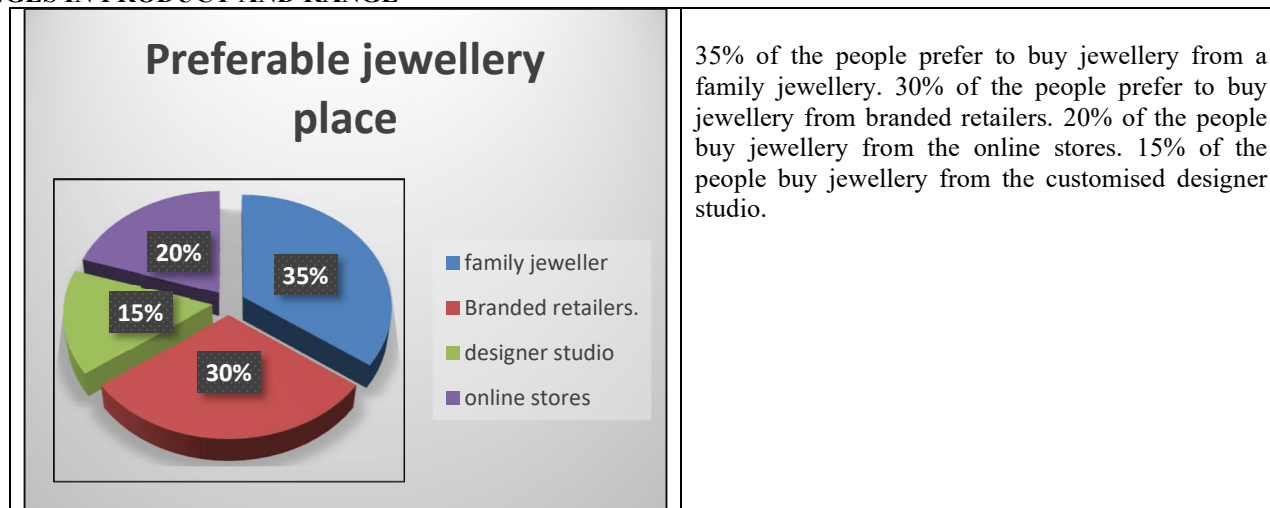 Preferable jewellery
place
20%
35%
15%
30%
family jeweller
Branded retailers.
designer studio
online stores
35% of the people prefer to buy jewellery from a
family jewellery. 30% of the people prefer to buy
jewellery from branded retailers. 20% of the people
buy jewellery from the online stores. 15% of the
people buy jewellery from the customised designer
studio.